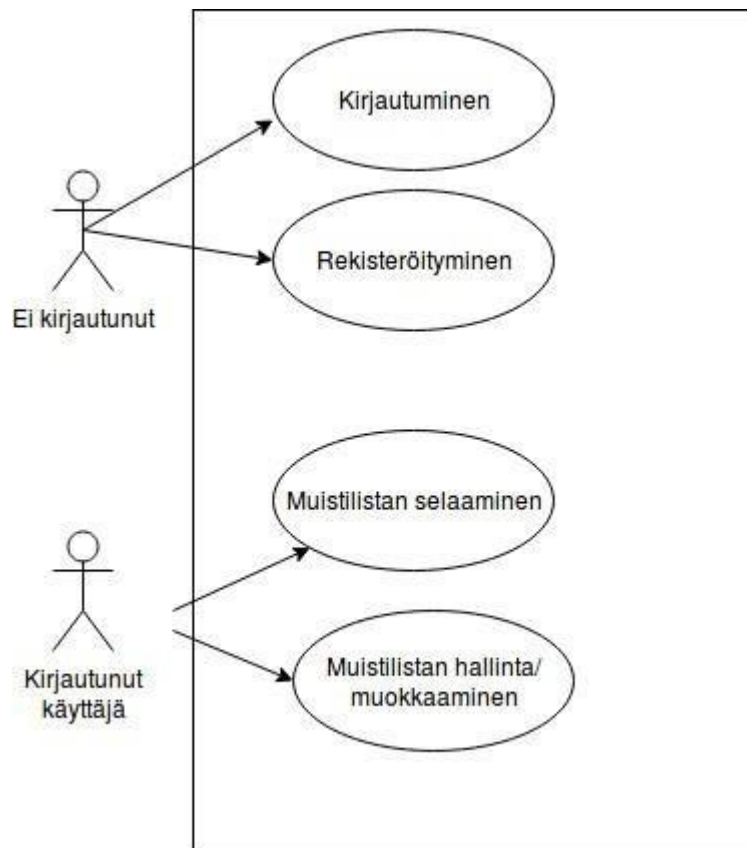 Kirjautuminen
Rekisteröityminen
Ei kirjautunut
Muistilistan selaaminen
Kirjautunut
käyttäjä
Muistilistan hallinta/
muokkaaminen